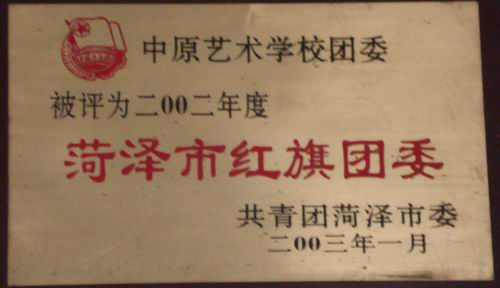 中原艺术学校团委
被评为二00二年度
菏泽市红旗团委
共青团菏泽市委
二00三年一月